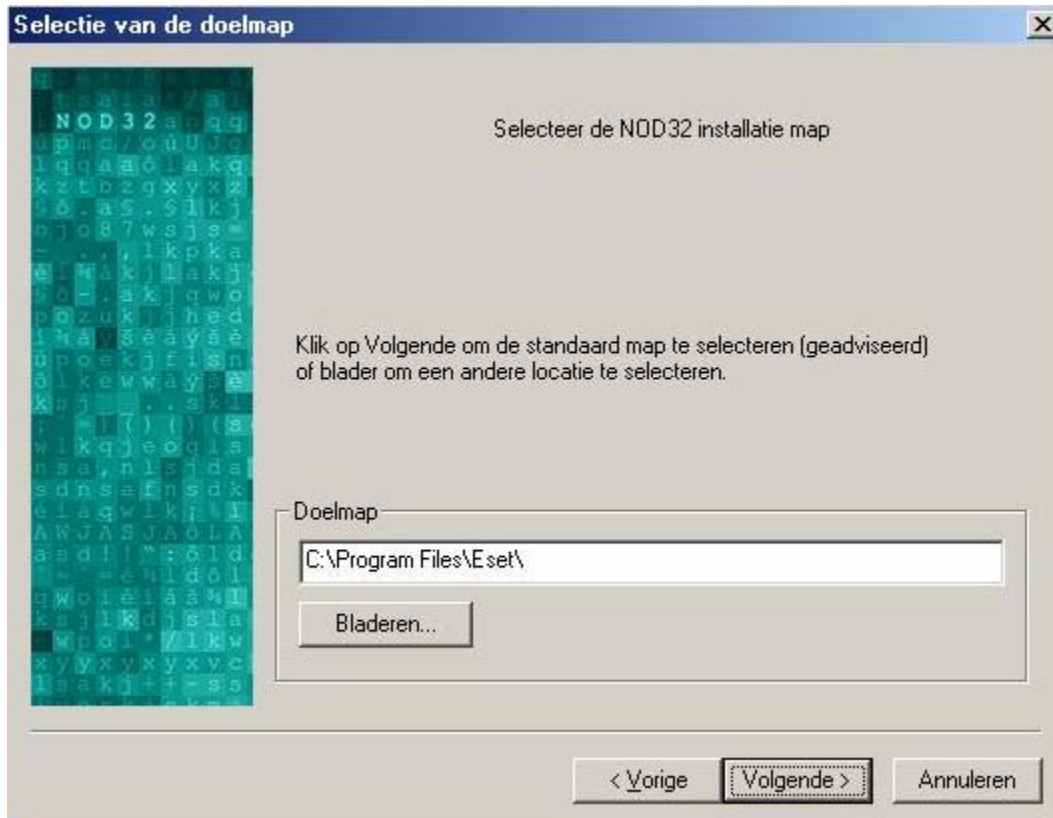 Selectie van de doelmap
NOD32
Selecteer de NOD32 installatie map
Klik op Volgende om de standaard map te selecteren (geadviseerd)
of blader om een andere locatie te selecteren.
Doelmap
C:\Program Files\Eset\
Bladeren...
< Vorige
Volgende >
Annuleren